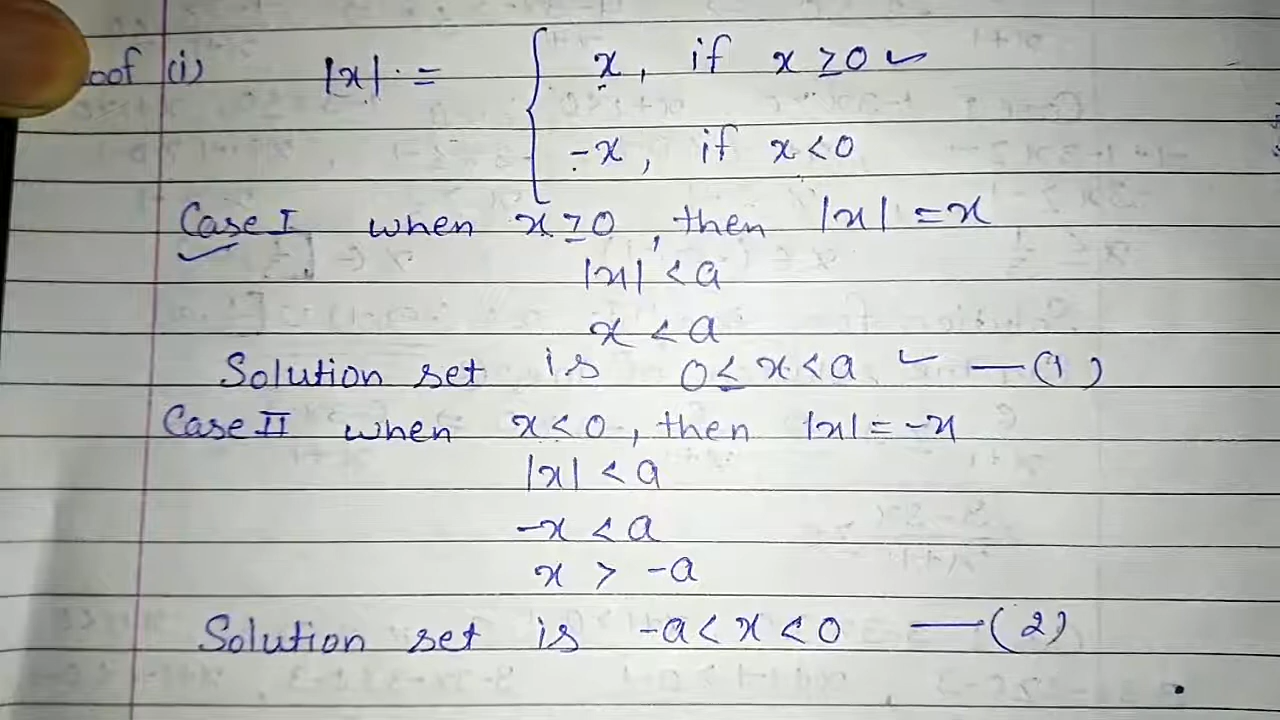 oof (i) |x| = { x, if x ≥ 0
-x, if x < 0
Case I when x ≥ 0, then |x| = x
|x| < a
x < a
Solution set is 0 ≤ x < a —(1)
Case II when x < 0, then |x| = -x
|x| < a
-x < a
x > -a
Solution set is -a < x < 0 —(2)